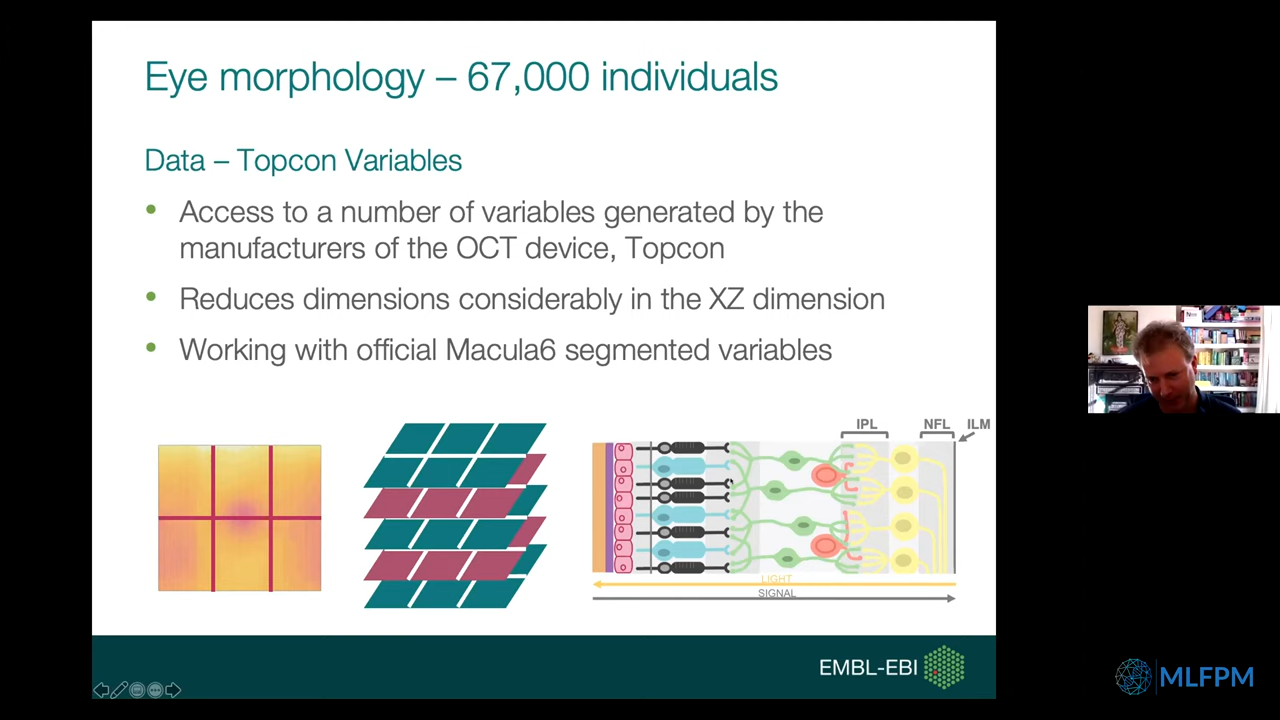 Eye morphology – 67,000 individuals
Data – Topcon Variables
• Access to a number of variables generated by the
manufacturers of the OCT device, Topcon
• Reduces dimensions considerably in the XZ dimension
• Working with official Macula6 segmented variables
IPL NFL ILM
LIGHT
SIGNAL
EMBL-EBI
MLFPM